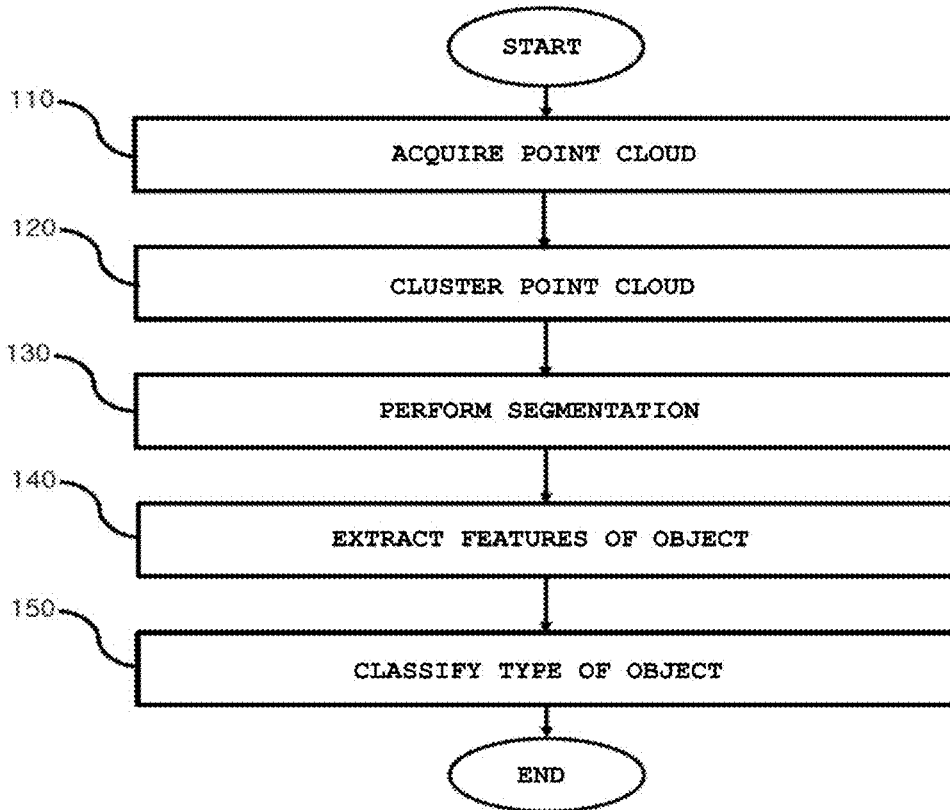 START
110
ACQUIRE POINT CLOUD
120
CLUSTER POINT CLOUD
130
PERFORM SEGMENTATION
140
EXTRACT FEATURES OF OBJECT
150
CLASSIFY TYPE OF OBJECT
END